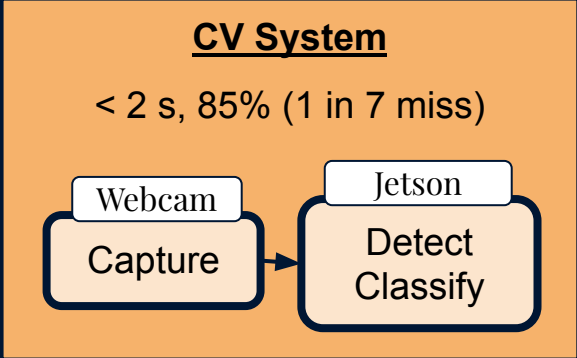 CV System
< 2 s, 85% (1 in 7 miss)
Webcam
Capture
Jetson
Detect
Classify